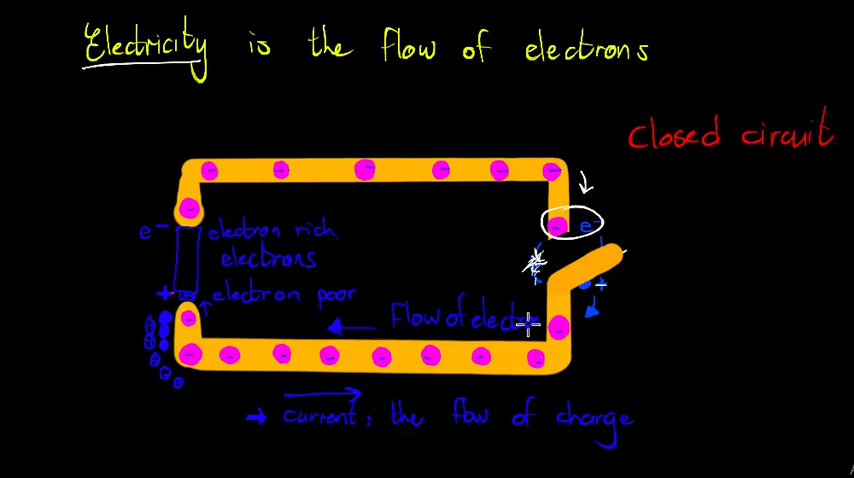 Electricity is the flow of electrons
closed circuit
e⁻ electron rich
electrons
e⁻
+ electron poor
+
← Flow of electron
→ current, the flow of charge